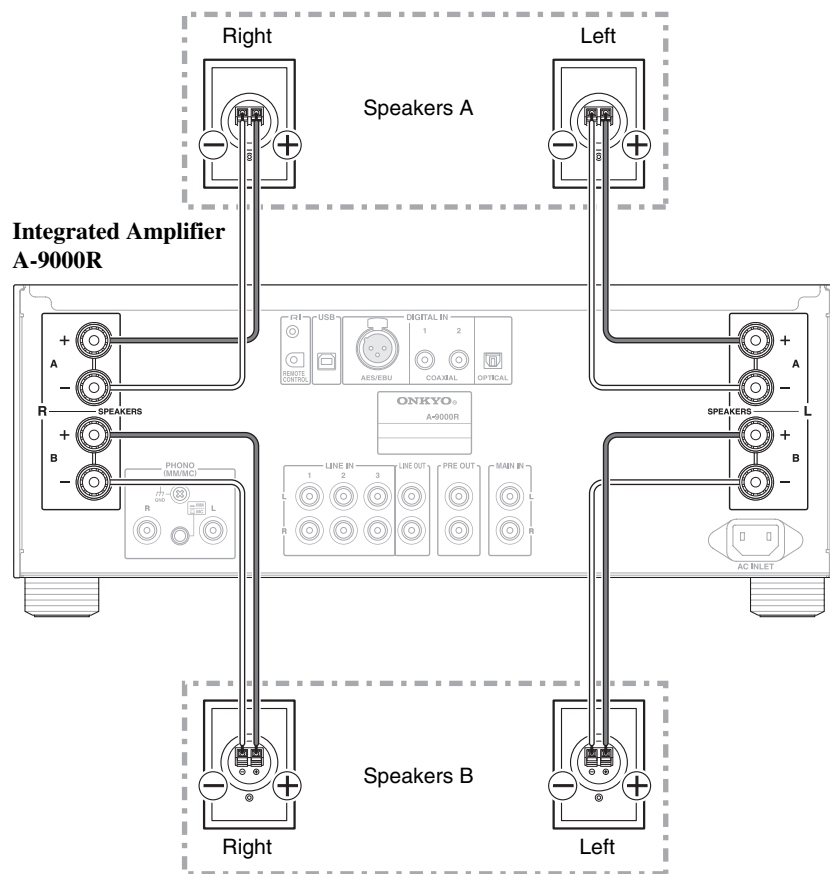 Right Left
Speakers A
− + − +
Integrated Amplifier
A-9000R
RI USB DIGITAL IN
1 2
REMOTE CONTROL AES/EBU COAXIAL OPTICAL
+ +
A A
− −
R SPEAKERS SPEAKERS L
+ +
B B
− −
ONKYO
A-9000R
PHONO
(MM/MC)
GND
R L
MC
LINE IN LINE OUT PRE OUT MAIN IN
1 2 3
L L
R R
AC INLET
Speakers B
− + − +
Right Left